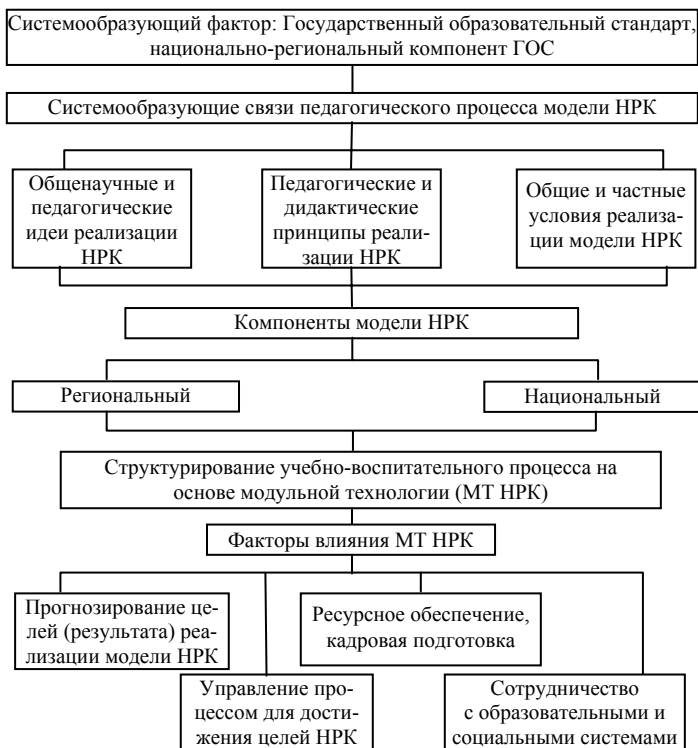 Системообразующий фактор: Государственный образовательный стандарт,
национально-региональный компонент ГОС
Системообразующие связи педагогического процесса модели НРК
Общенаучные и
педагогические
идеи реализации
НРК
Педагогические и
дидактические
принципы реали-
зации НРК
Общие и частные
условия реализа-
ции модели НРК
Компоненты модели НРК
Региональный
Национальный
Структурирование учебно-воспитательного процесса на
основе модульной технологии (МТ НРК)
Факторы влияния МТ НРК
Прогнозирование це-
лей (результата) реа-
лизации модели НРК
Ресурсное обеспечение,
кадровая подготовка
Управление про-
цессом для дости-
жения целей НРК
Сотрудничество
с образовательными и
социальными системами